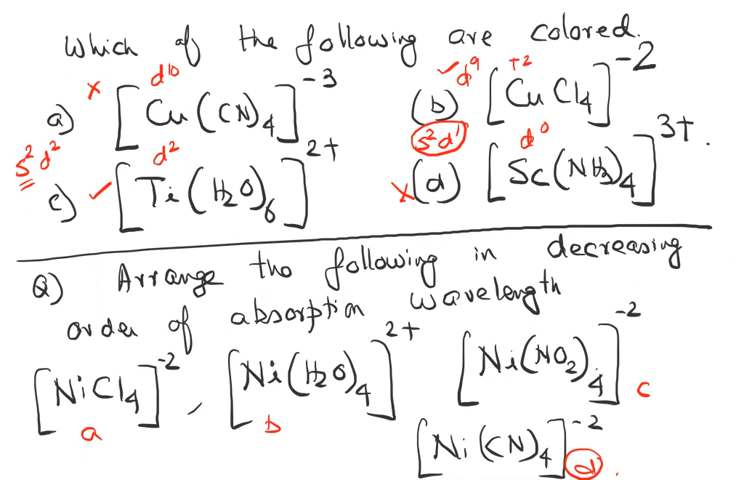 Which of the following are colored.
x d¹⁰ ✓ d⁹ +2
a) [Cu(CN)₄]⁻³ (b) [CuCl₄]⁻²
s²d² d² s²d¹ d⁰
c) ✓ [Ti(H₂O)₆]²⁺ x (d) [Sc(NH₃)₄]³⁺.
Q) Arrange the following in decreasing
order of absorption wavelength
[NiCl₄]⁻², [Ni(H₂O)₄]²⁺ [Ni(NO₂)₄]⁻²
a b c
[Ni(CN)₄]⁻² d.